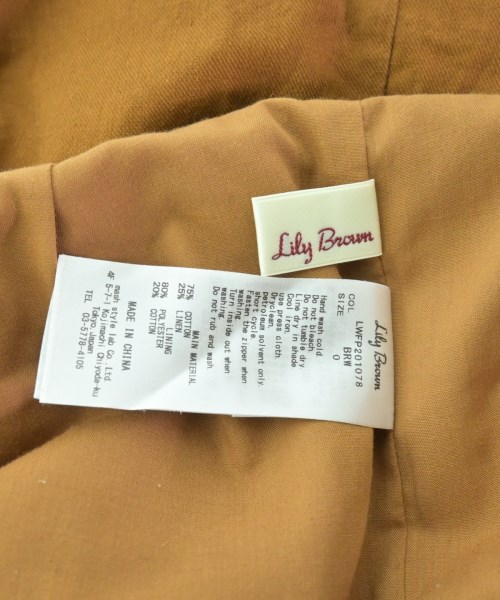 Lily Brown
Lily Brown
LWFP201078
COL BRW
SIZE 0
Hand wash cold
Do not bleach
Do not tumble dry
Line dry in shade
Cool iron,
use press cloth.
Dryclean,
petroleum solvent only.
short cycle.
Fasten the zipper when
washing.
Turn inside out when
washing.
Do not rub and wash
MAIN MATERIAL
75% COTTON
25% LINEN
LINING
80% POLYESTER
20% COTTON
MADE IN CHINA
mash style lab Co. Ltd
4F 5-7-1 Kojimachi Chiyoda-ku
Tokyo Japan
TEL 03-5778-4105